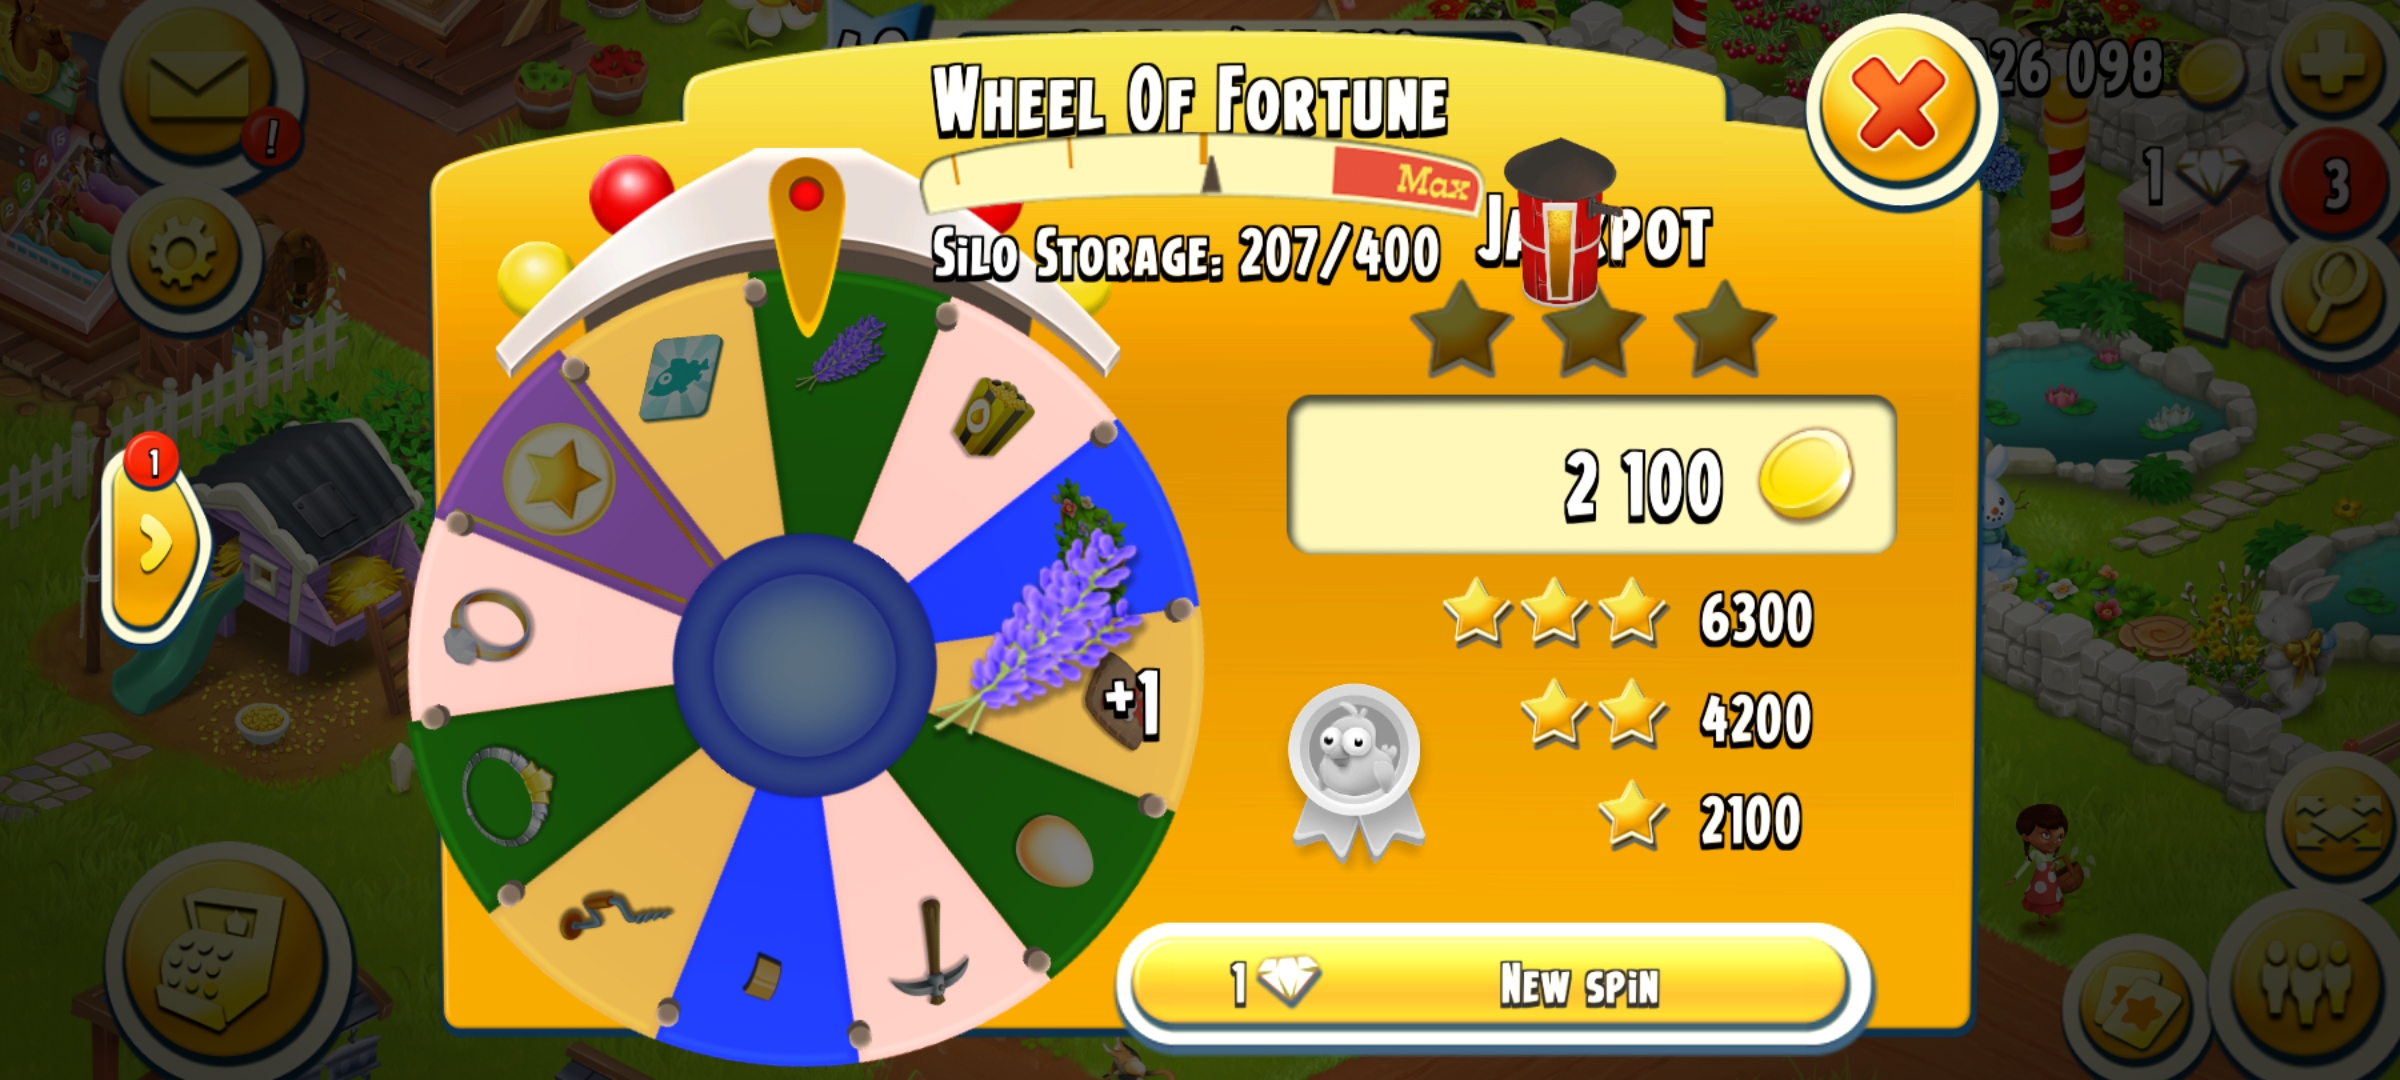 Wheel Of Fortune
Max
Silo Storage: 207/400
Jackpot
26 098
1
3
!
1
2 100
6300
4200
2100
+1
1 New spin